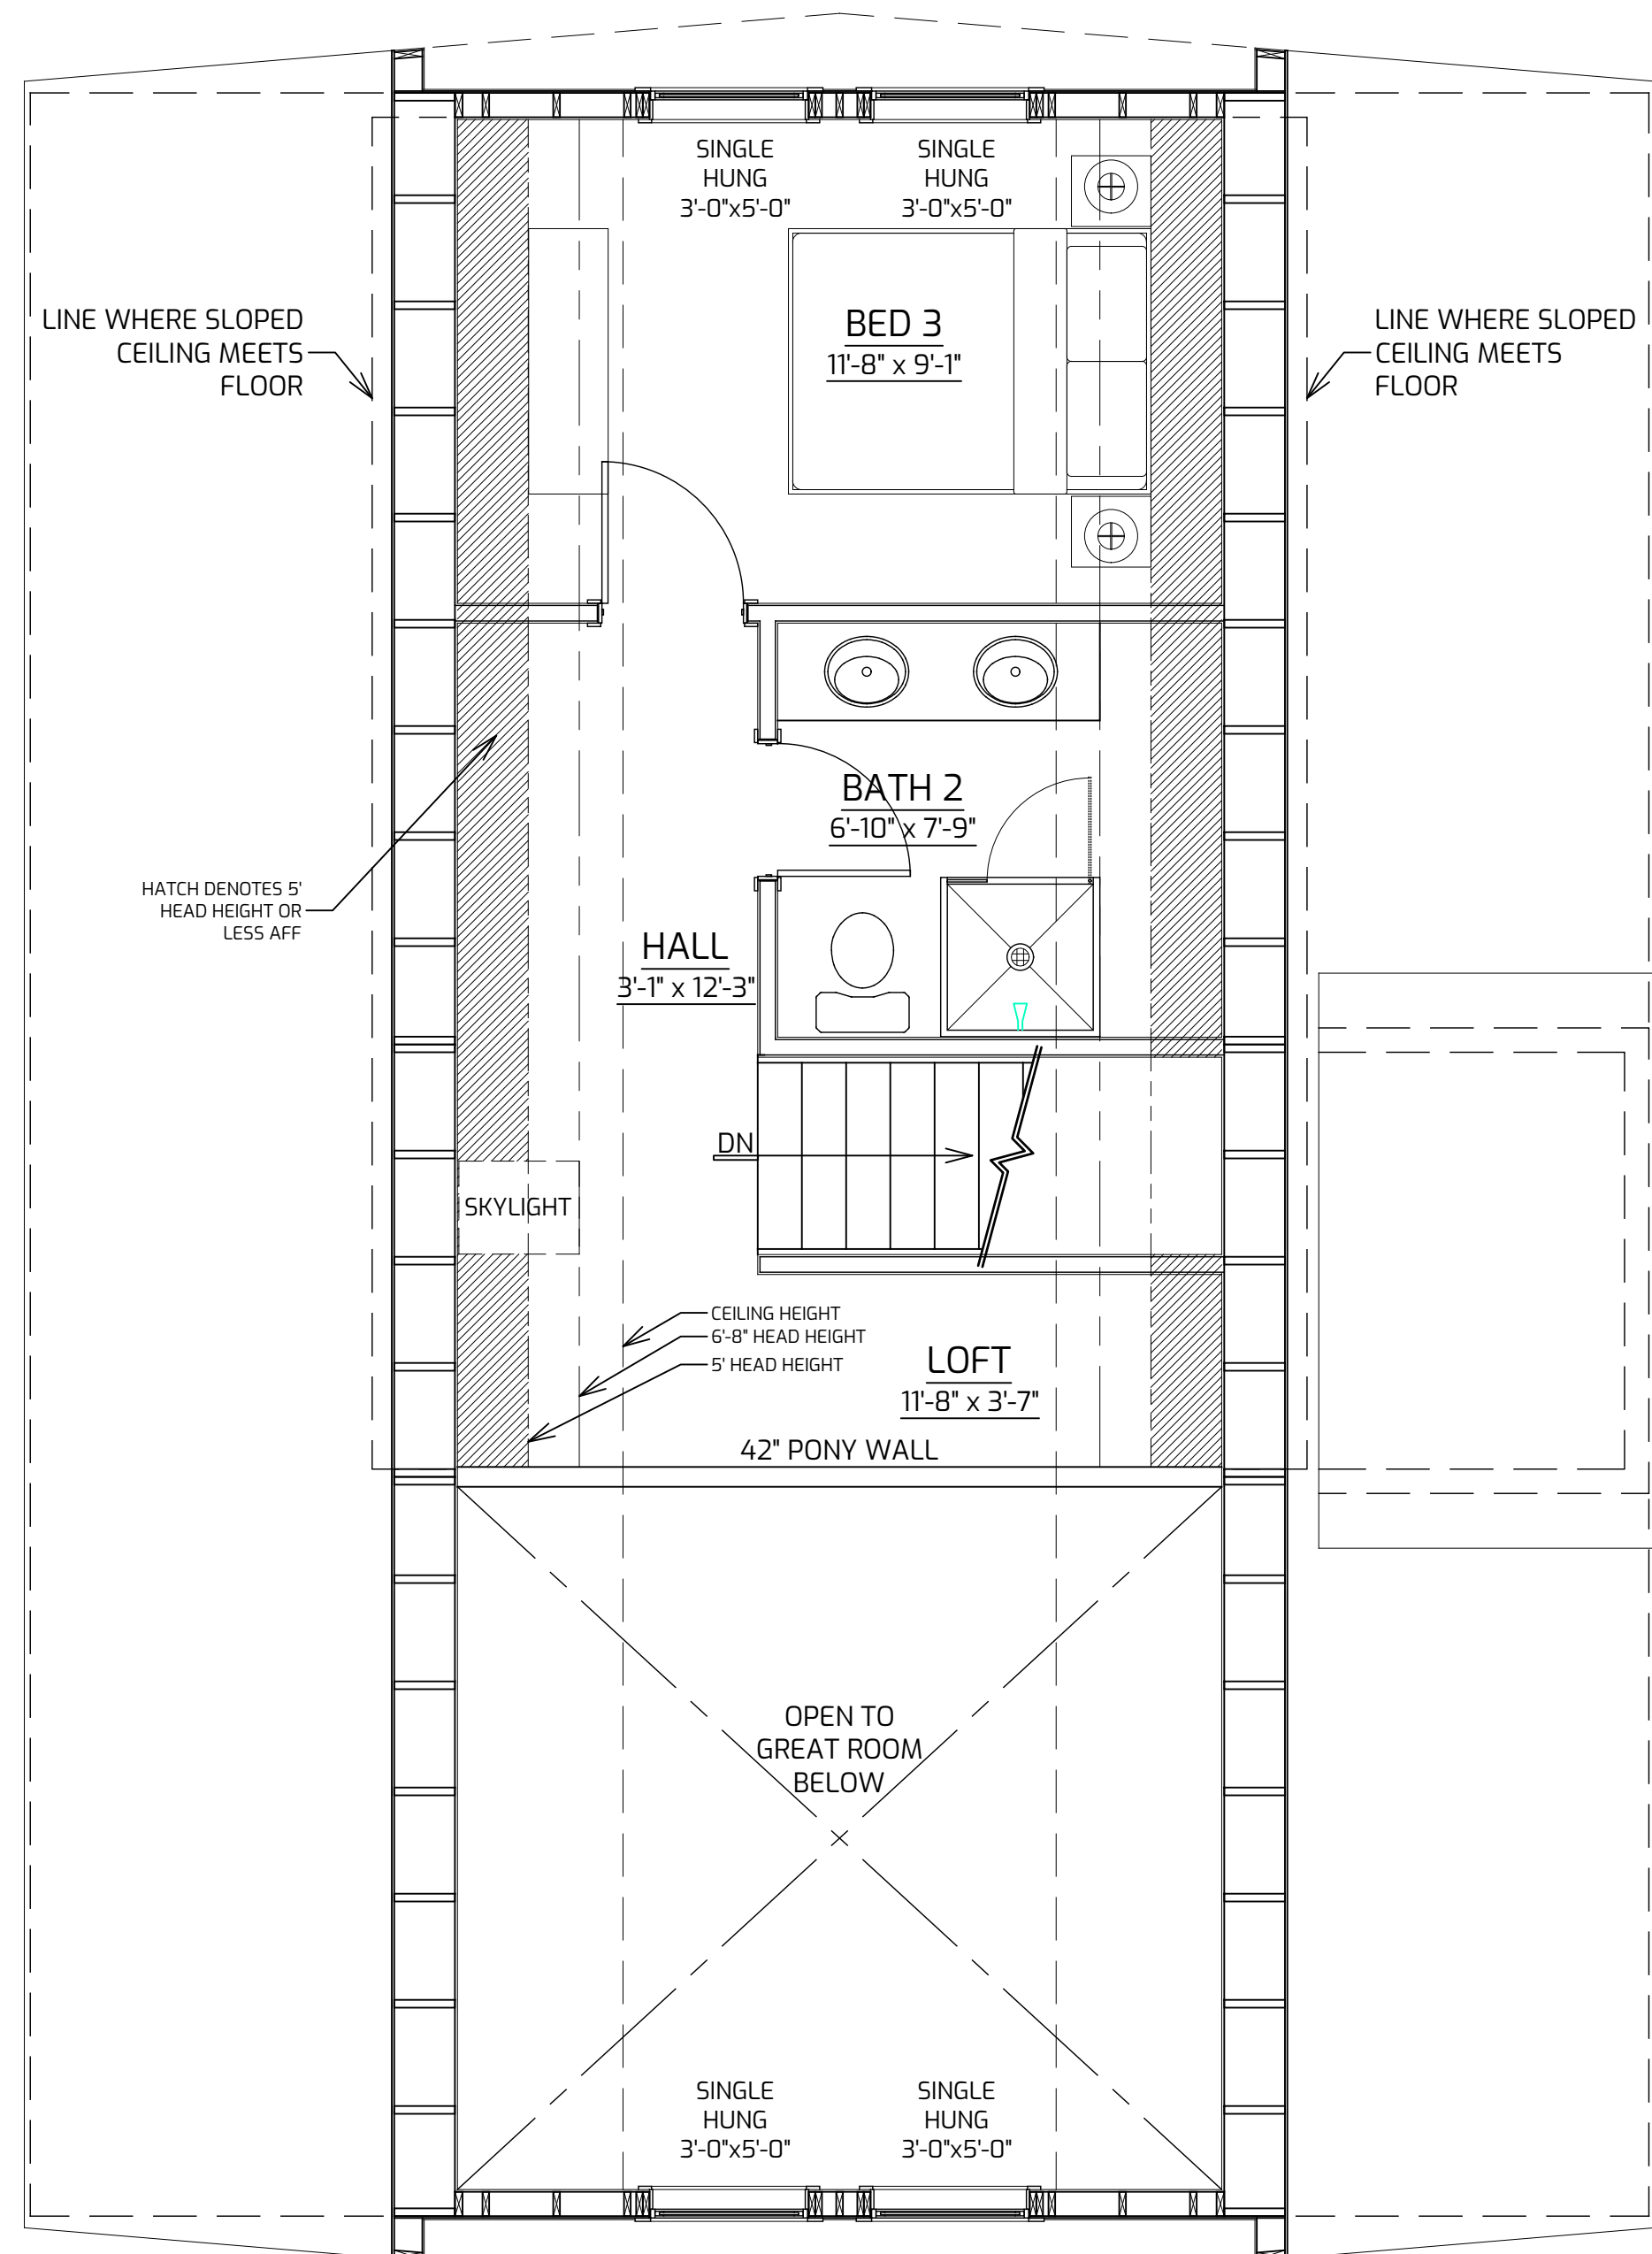 SINGLE
HUNG
3'-0"x5'-0"
SINGLE
HUNG
3'-0"x5'-0"
LINE WHERE SLOPED
CEILING MEETS
FLOOR
BED 3
11'-8" x 9'-1"
LINE WHERE SLOPED
CEILING MEETS
FLOOR
BATH 2
6'-10" x 7'-9"
HATCH DENOTES 5'
HEAD HEIGHT OR
LESS AFF
HALL
3'-1" x 12'-3"
DN
SKYLIGHT
CEILING HEIGHT
6'-8" HEAD HEIGHT
5' HEAD HEIGHT
LOFT
11'-8" x 3'-7"
42" PONY WALL
OPEN TO
GREAT ROOM
BELOW
SINGLE
HUNG
3'-0"x5'-0"
SINGLE
HUNG
3'-0"x5'-0"